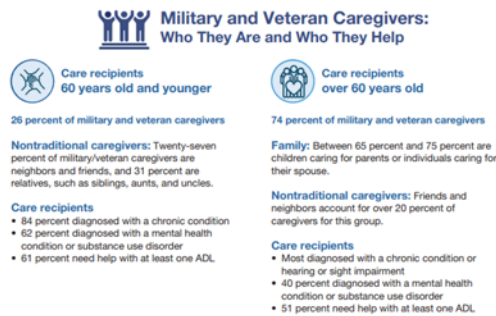 Military and Veteran Caregivers:
Who They Are and Who They Help
Care recipients
60 years old and younger
26 percent of military and veteran caregivers
Nontraditional caregivers: Twenty-seven
percent of military/veteran caregivers are
neighbors and friends, and 31 percent are
relatives, such as siblings, aunts, and uncles.
Care recipients
• 84 percent diagnosed with a chronic condition
• 62 percent diagnosed with a mental health
condition or substance use disorder
• 61 percent need help with at least one ADL
Care recipients
over 60 years old
74 percent of military and veteran caregivers
Family: Between 65 percent and 75 percent are
children caring for parents or individuals caring for
their spouse.
Nontraditional caregivers: Friends and
neighbors account for over 20 percent of
caregivers for this group.
Care recipients
• Most diagnosed with a chronic condition or
hearing or sight impairment
• 40 percent diagnosed with a mental health
condition or substance use disorder
• 51 percent need help with at least one ADL